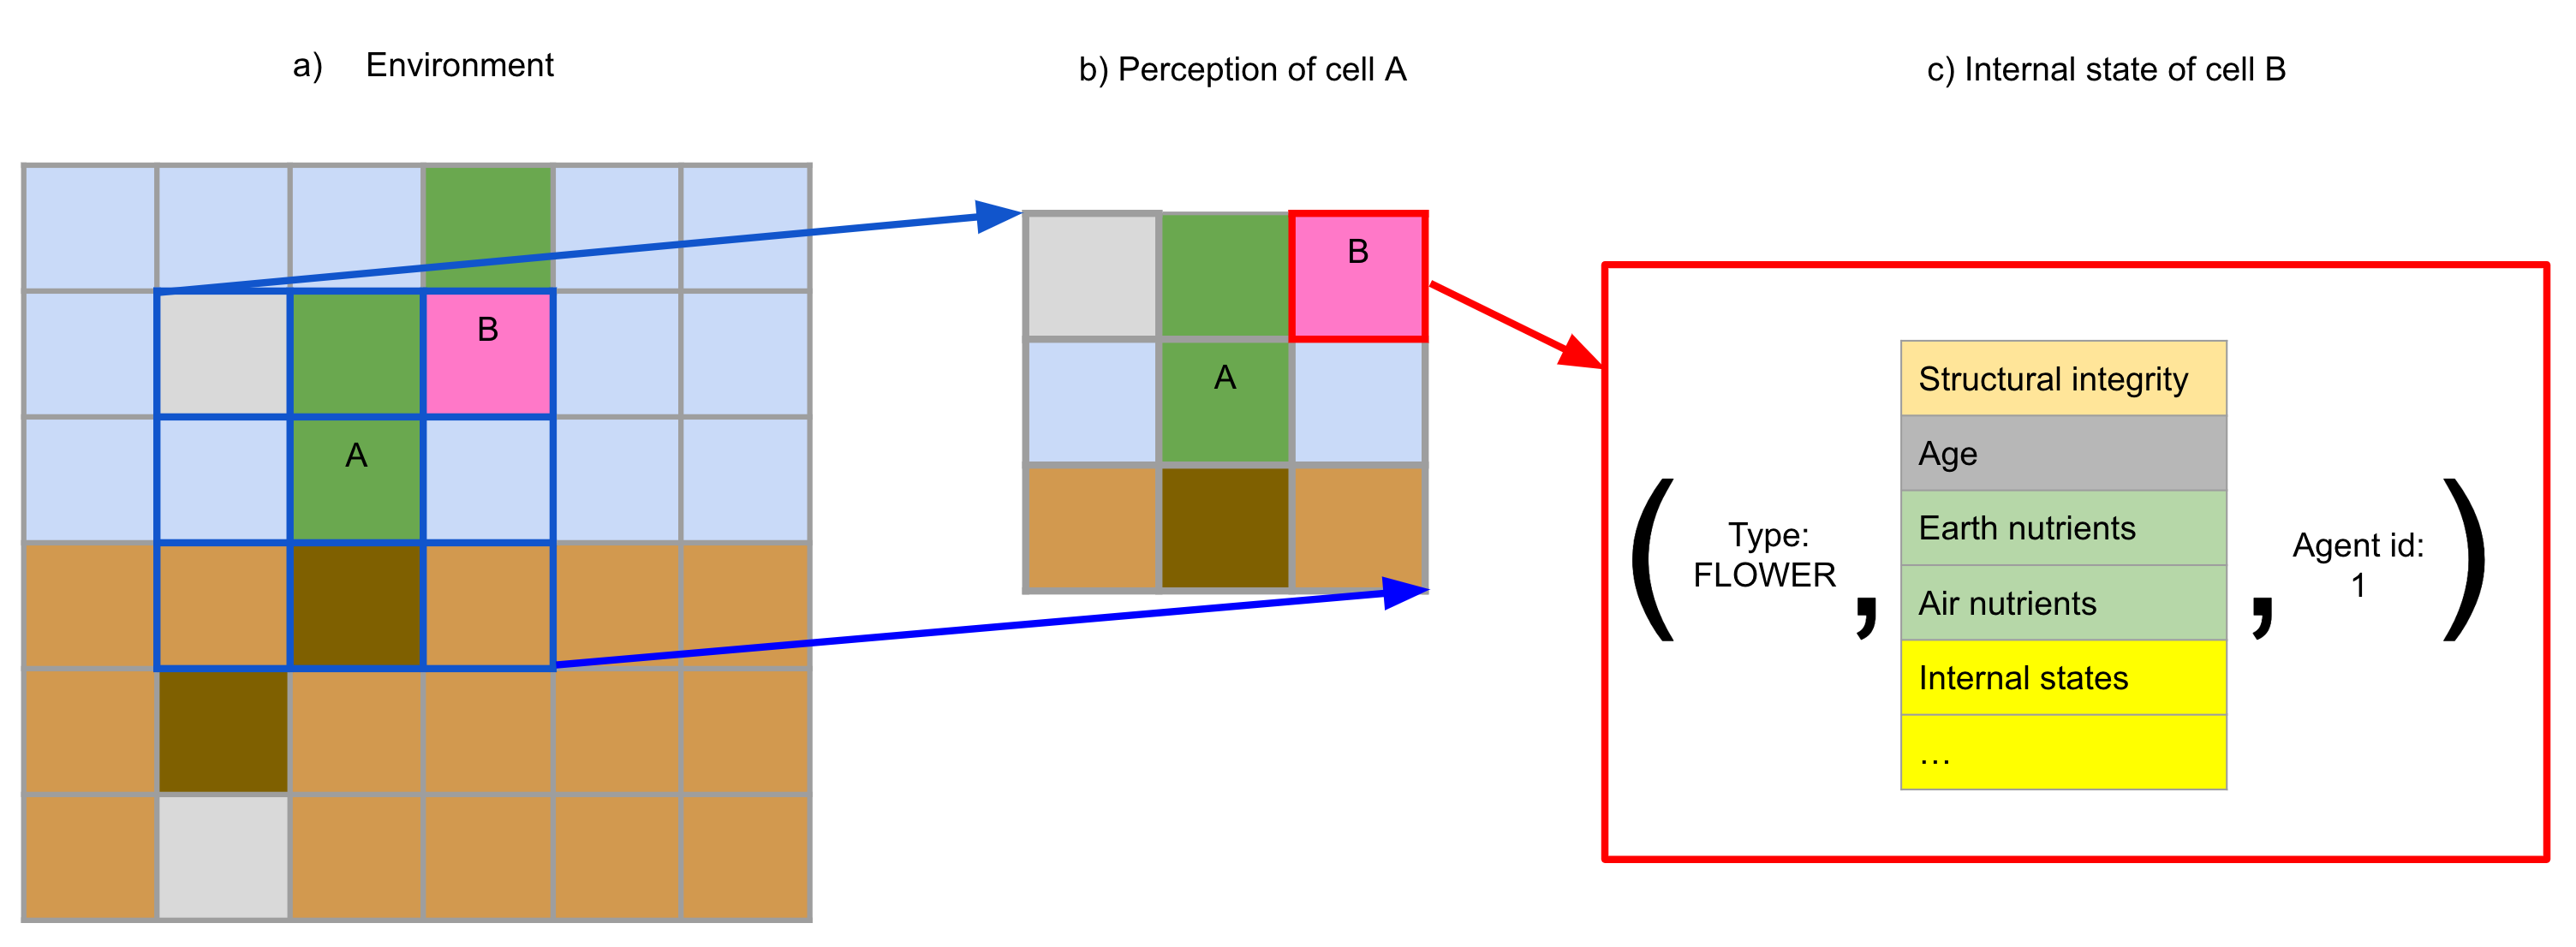 a) Environment
b) Perception of cell A
c) Internal state of cell B
B
A
B
A
(
Type:
FLOWER
,
Structural integrity
Age
Earth nutrients
Air nutrients
Internal states
…
,
Agent id:
1
)